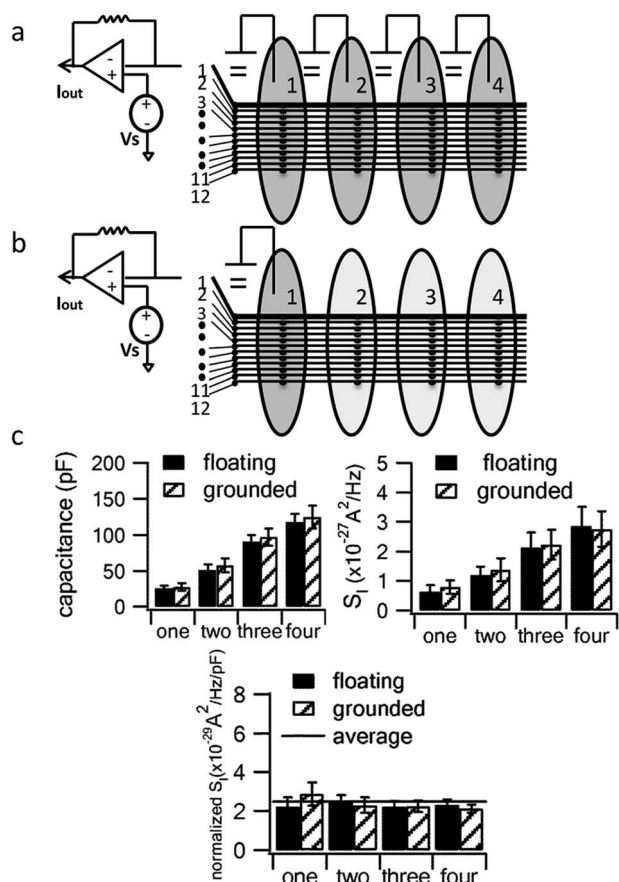 a
Iout
Vs
1
2
3
11
12
1
2
3
4
b
Iout
Vs
1
2
3
11
12
1
2
3
4
c
capacitance (pF)
200
150
100
50
0
floating
grounded
one two three four
S_I (x10⁻²⁷A²/Hz)
5
4
3
2
1
0
floating
grounded
one two three four
normalized S_I(x10⁻²⁹A²/Hz/pF)
8
6
4
2
0
floating
grounded
average
one two three four